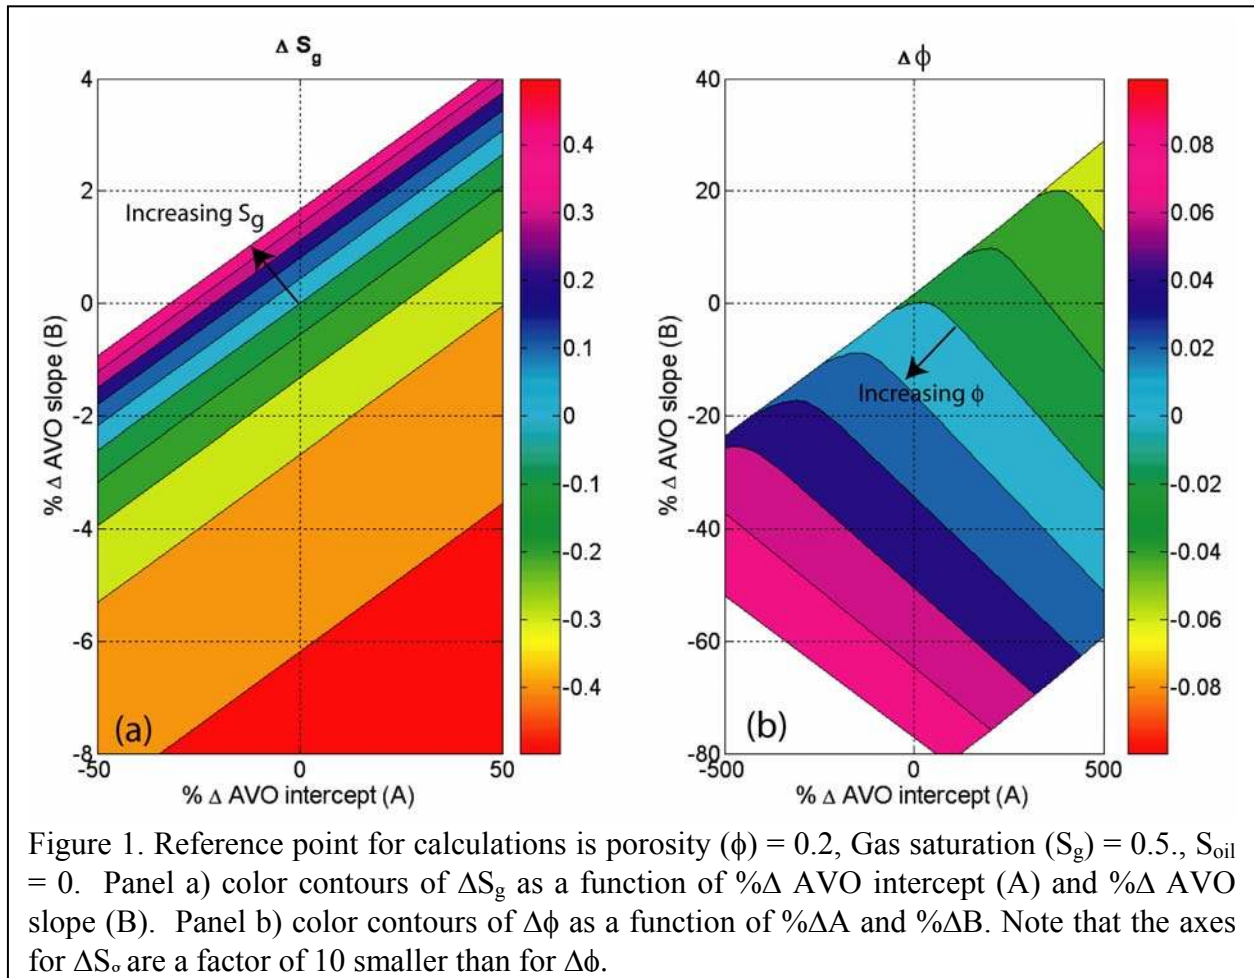 Δ S_g
Δ ϕ
4
2
0
-2
-4
-6
-8
% Δ AVO slope (B)
Increasing S_g
(a)
-50
0
50
% Δ AVO intercept (A)
0.4
0.3
0.2
0.1
0
-0.1
-0.2
-0.3
-0.4
40
20
0
-20
-40
-60
-80
% Δ AVO slope (B)
Increasing ϕ
(b)
-500
0
500
% Δ AVO intercept (A)
0.08
0.06
0.04
0.02
0
-0.02
-0.04
-0.06
-0.08
Figure 1. Reference point for calculations is porosity (ϕ) = 0.2, Gas saturation (S_g) = 0.5., S_oil
= 0. Panel a) color contours of ΔS_g as a function of %Δ AVO intercept (A) and %Δ AVO
slope (B). Panel b) color contours of Δϕ as a function of %ΔA and %ΔB. Note that the axes
for ΔS_g are a factor of 10 smaller than for Δϕ.